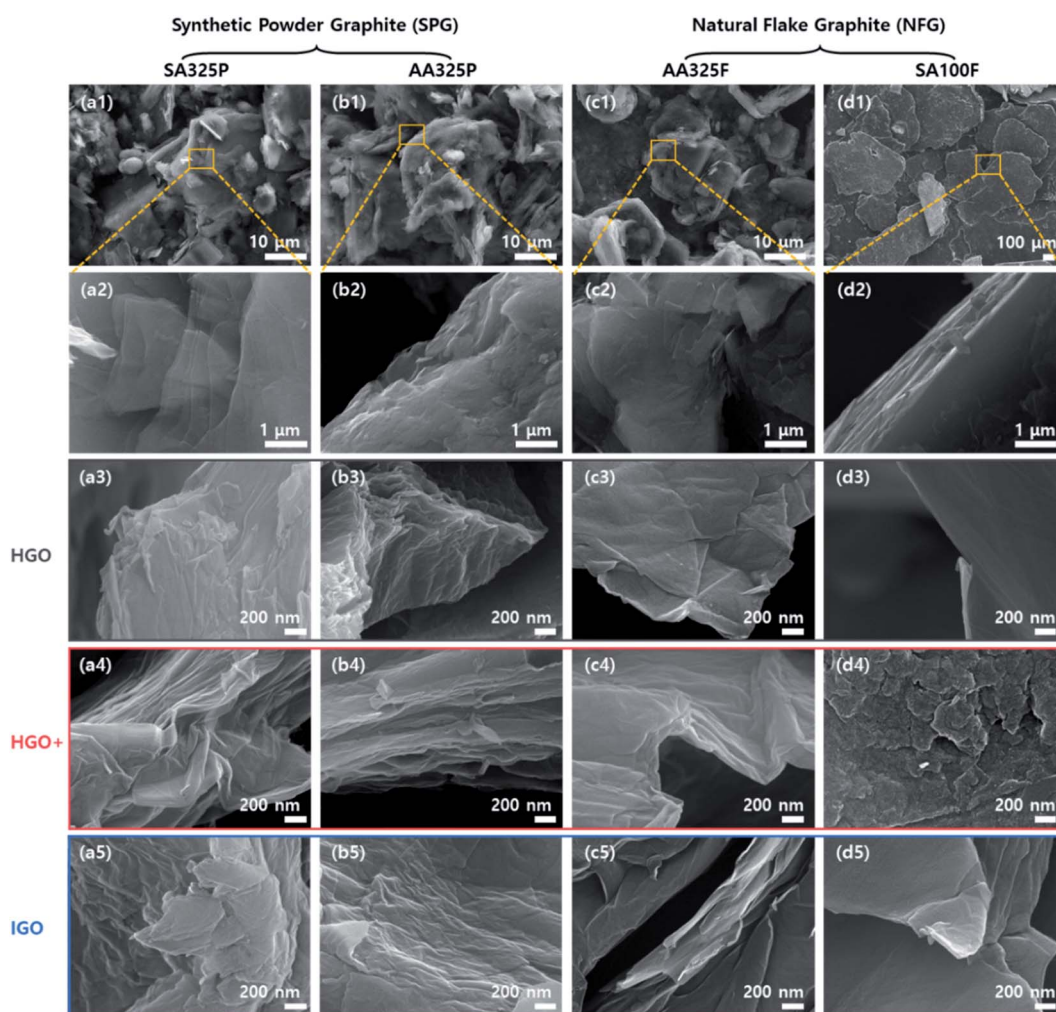 Synthetic Powder Graphite (SPG) Natural Flake Graphite (NFG)
SA325P AA325P AA325F SA100F
(a1) (b1) (c1) (d1)
10 µm 10 µm 10 µm 100 µm
(a2) (b2) (c2) (d2)
1 µm 1 µm 1 µm 1 µm
(a3) (b3) (c3) (d3)
HGO
200 nm 200 nm 200 nm 200 nm
(a4) (b4) (c4) (d4)
HGO+
200 nm 200 nm 200 nm 200 nm
(a5) (b5) (c5) (d5)
IGO
200 nm 200 nm 200 nm 200 nm